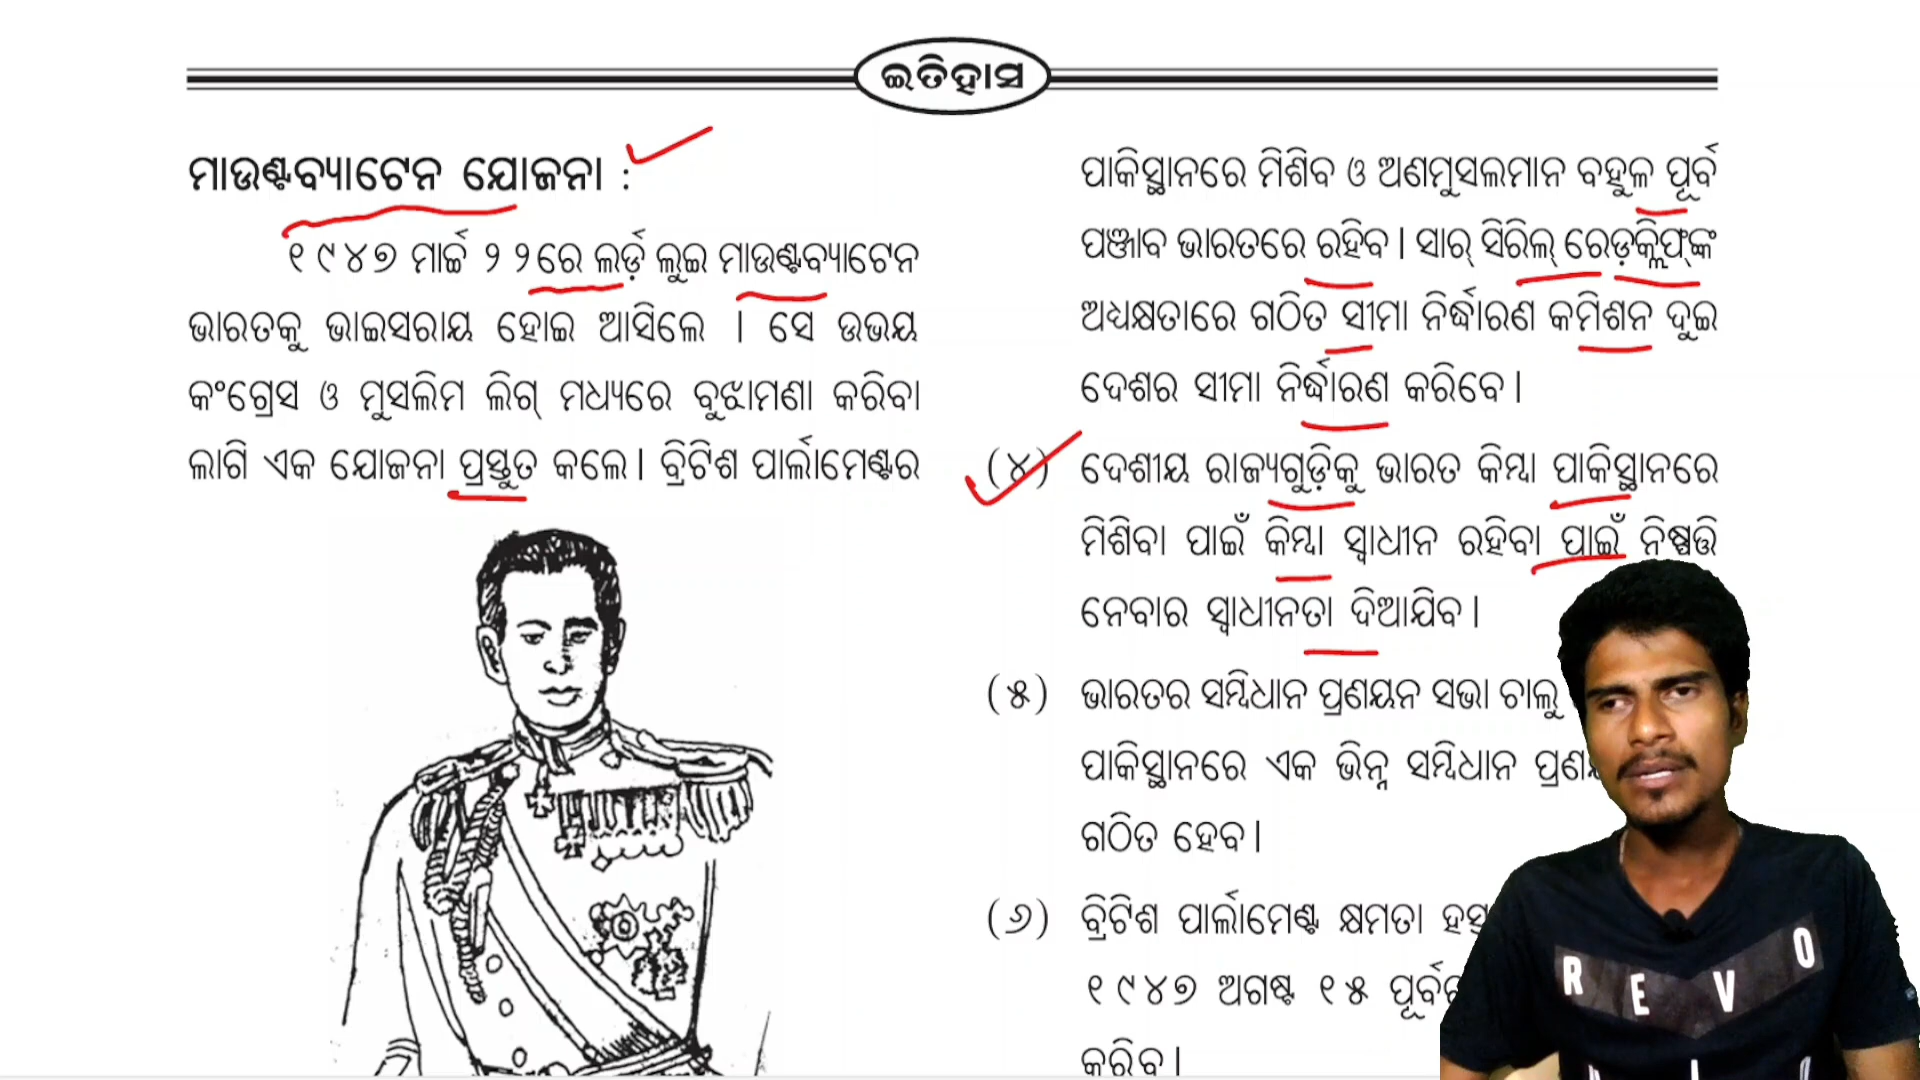 ଇତିହାସ
ମାଉଣ୍ଟବ୍ୟାଟେନ ଯୋଜନା :
୧୯୪୭ ମାର୍ଚ୍ଚ ୨୨ରେ ଲର୍ଡ଼ ଲୁଇ ମାଉଣ୍ଟବ୍ୟାଟେନ
ଭାରତକୁ ଭାଇସରାୟ ହୋଇ ଆସିଲେ । ସେ ଉଭୟ
କଂଗ୍ରେସ ଓ ମୁସଲିମ ଲିଗ୍ ମଧ୍ୟରେ ବୁଝାମଣା କରିବା
ଲାଗି ଏକ ଯୋଜନା ପ୍ରସ୍ତୁତ କଲେ। ବ୍ରିଟିଶ ପାର୍ଲାମେଣ୍ଟର
ପାକିସ୍ଥାନରେ ମିଶିବ ଓ ଅଣମୁସଲମାନ ବହୁଳ ପୂର୍ବ
ପଞ୍ଜାବ ଭାରତରେ ରହିବ। ସାର୍ ସିରିଲ୍ ରେଡ଼କ୍ଲିଫ୍‌ଙ୍କ
ଅଧ୍ୟକ୍ଷତାରେ ଗଠିତ ସୀମା ନିର୍ଦ୍ଧାରଣ କମିଶନ ଦୁଇ
ଦେଶର ସୀମା ନିର୍ଦ୍ଧାରଣ କରିବେ।
(୪) ଦେଶୀୟ ରାଜ୍ୟଗୁଡ଼ିକୁ ଭାରତ କିମ୍ବା ପାକିସ୍ଥାନରେ
ମିଶିବା ପାଇଁ କିମ୍ବା ସ୍ୱାଧୀନ ରହିବା ପାଇଁ ନିଷ୍ପତ୍ତି
ନେବାର ସ୍ୱାଧୀନତା ଦିଆଯିବ।
(୫) ଭାରତର ସମ୍ବିଧାନ ପ୍ରଣୟନ ସଭା ଚାଲୁ
ପାକିସ୍ଥାନରେ ଏକ ଭିନ୍ନ ସମ୍ବିଧାନ
ଗଠିତ ହେବ।
(୬) ବ୍ରିଟିଶ ପାର୍ଲାମେଣ୍ଟ କ୍ଷମତା
୧୯୪୭ ଅଗଷ୍ଟ ୧୫
କରିବ।
REVO